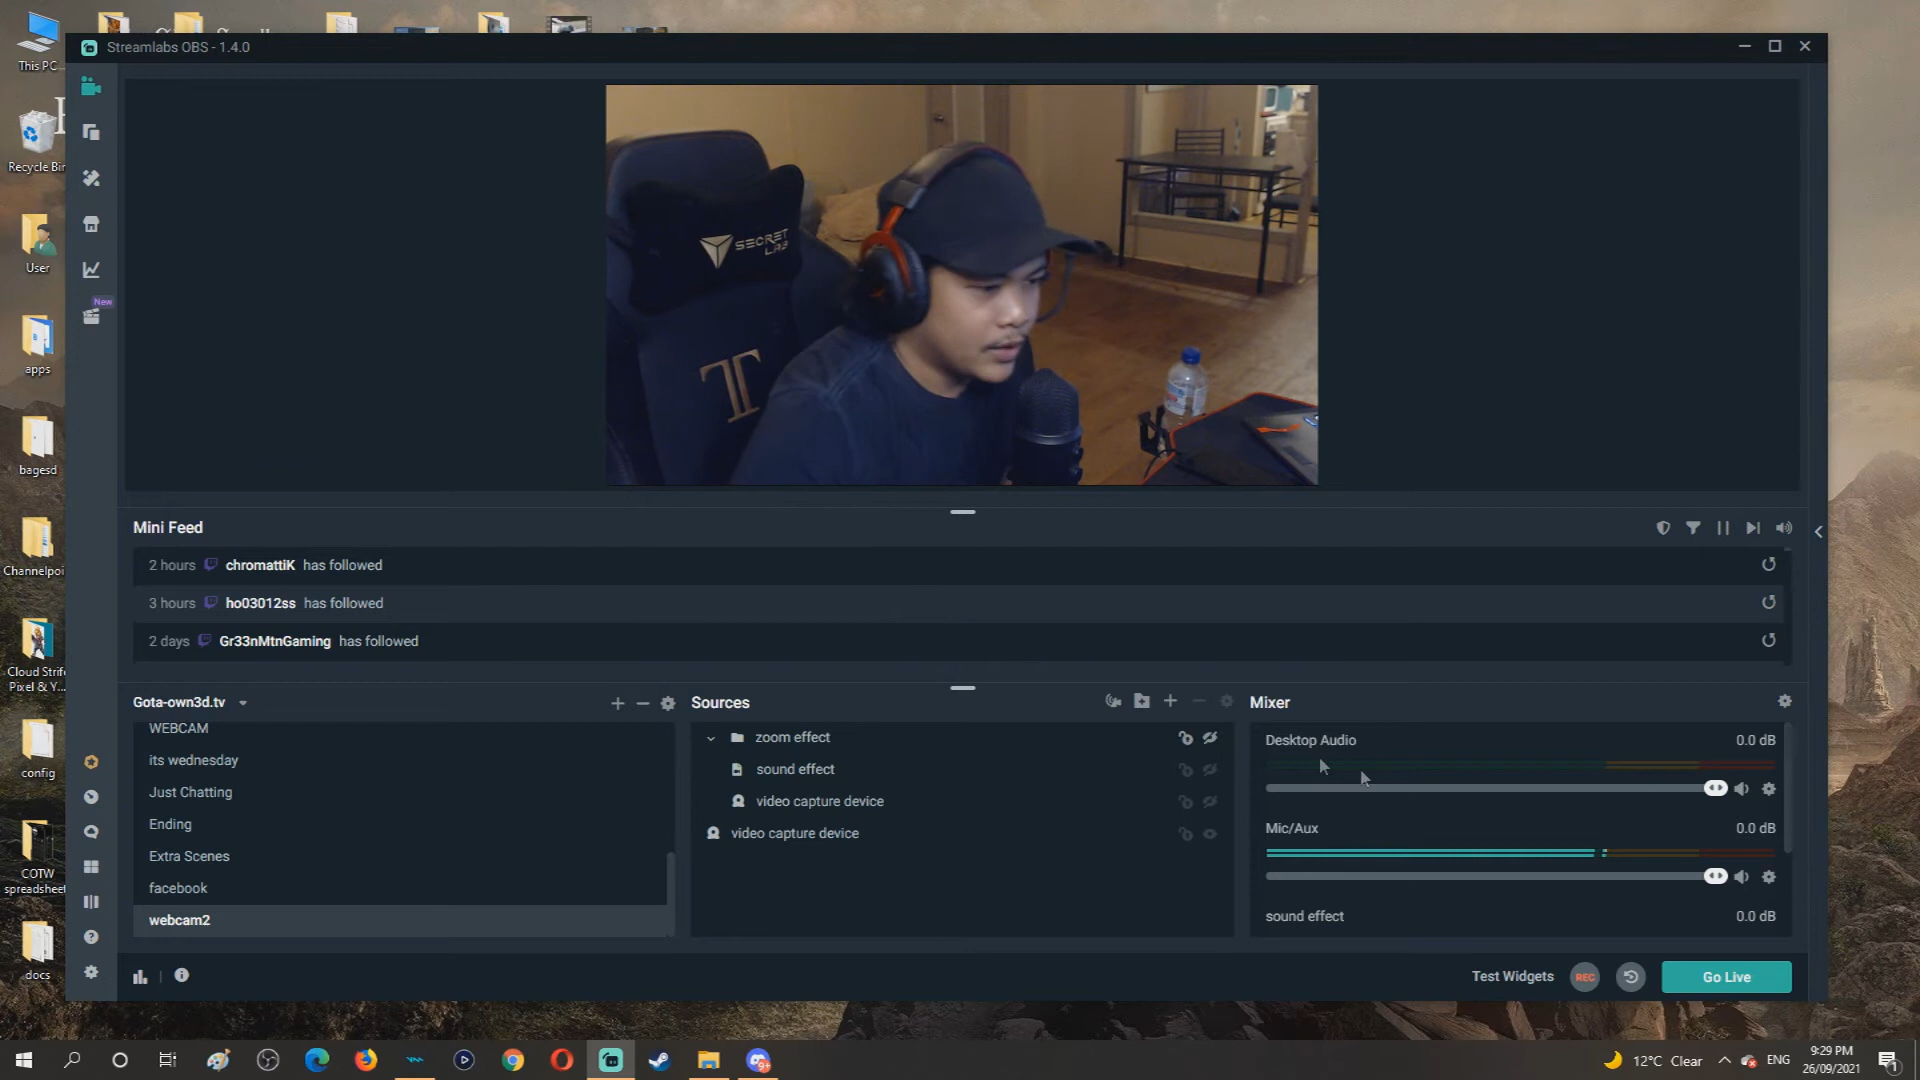 Streamlabs OBS - 1.4.0
This PC
Recycle Bin
User
apps
bagesd
Channelpoi
Cloud Strife
Pixel & Y...
config
COTW
spreadsheet
docs
New
SECRET
LAB
Mini Feed
2 hours chromattiK has followed
3 hours ho03012ss has followed
2 days Gr33nMtnGaming has followed
Gota-own3d.tv
WEBCAM
its wednesday
Just Chatting
Ending
Extra Scenes
facebook
webcam2
Sources
zoom effect
sound effect
video capture device
video capture device
Mixer
Desktop Audio 0.0 dB
Mic/Aux 0.0 dB
sound effect 0.0 dB
Test Widgets REC Go Live
9+
12°C Clear
ENG
9:29 PM
26/09/2021
1